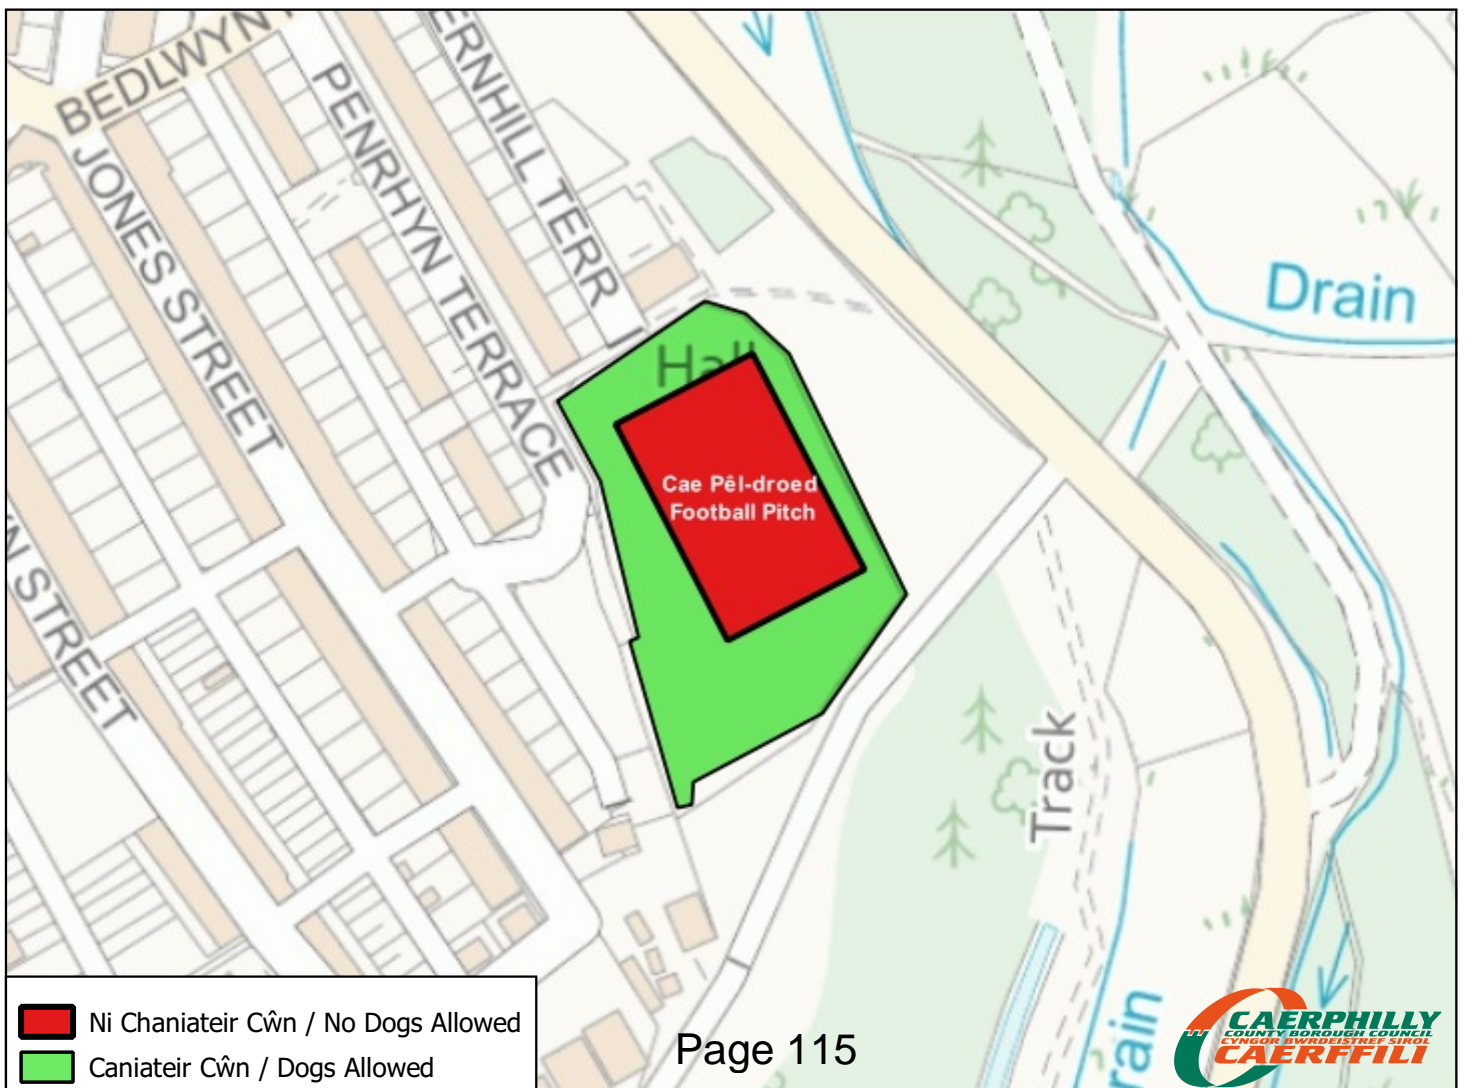 BEDLWYN
PENRHYN TERRACE
ERNHILL TERR
JONES STREET
YN STREET
Hall
Cae Pêl-droed
Football Pitch
Drain
Track
rain
Ni Chaniateir Cŵn / No Dogs Allowed
Caniateir Cŵn / Dogs Allowed
Page 115
CAERPHILLY
COUNTY BOROUGH COUNCIL
CYNGOR BWRDEISTREF SIROL
CAERFFILI